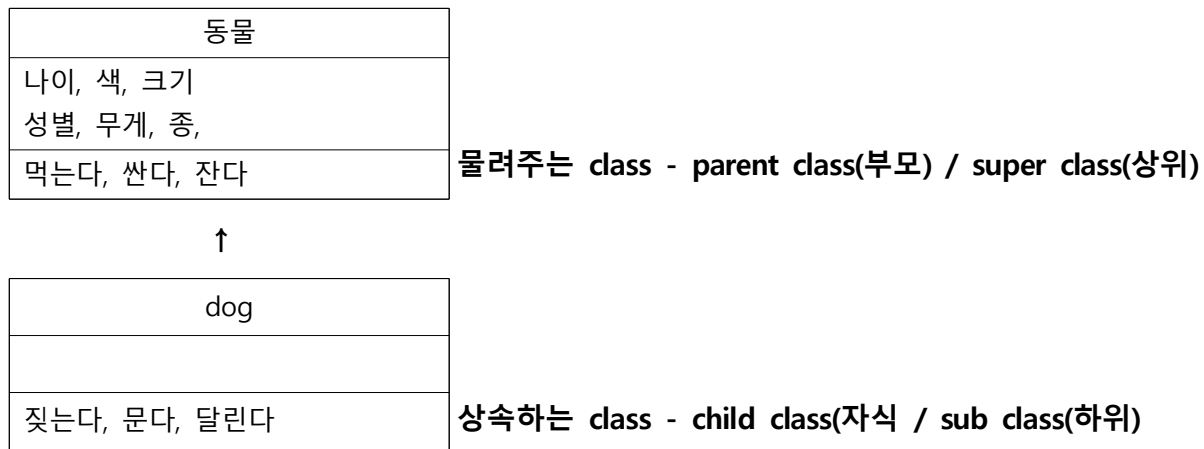 동물
나이, 색, 크기
성별, 무게, 종,
먹는다, 싼다, 잔다
물려주는 class - parent class(부모) / super class(상위)
↑
dog
짖는다, 문다, 달린다
상속하는 class - child class(자식 / sub class(하위)